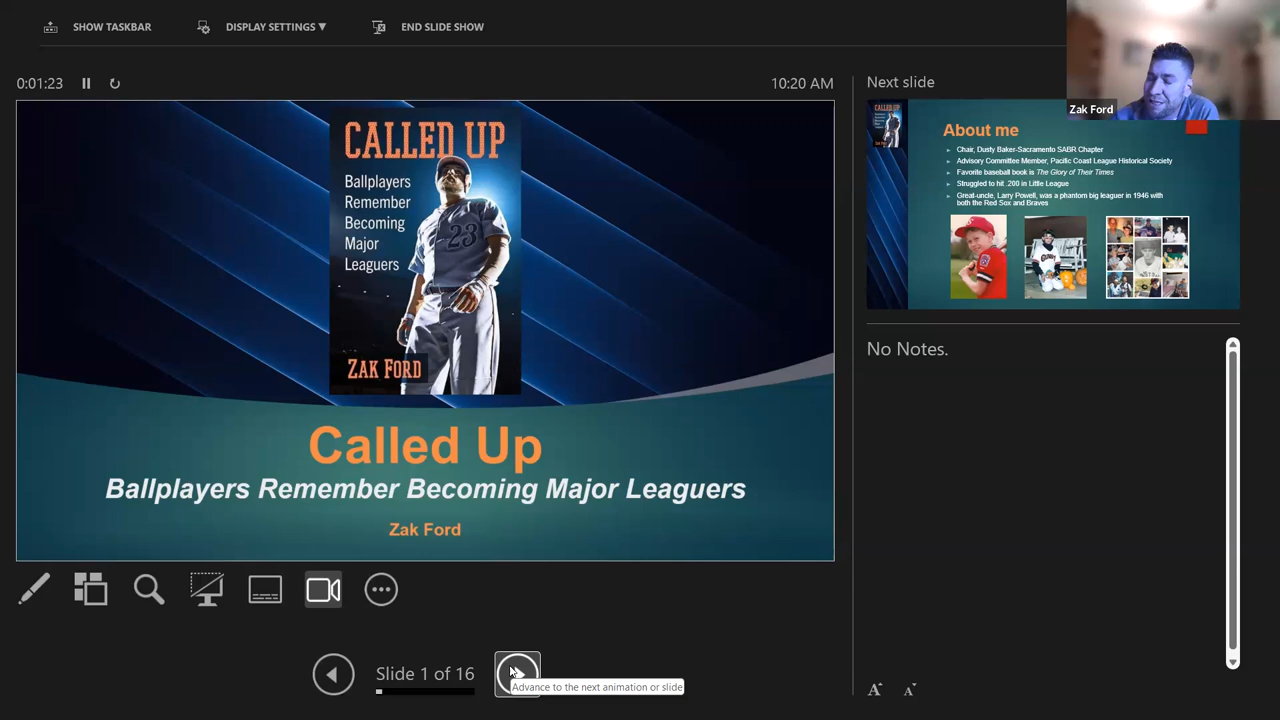 SHOW TASKBAR
DISPLAY SETTINGS ▼
END SLIDE SHOW
0:01:23
10:20 AM
CALLED UP
Ballplayers
Remember
Becoming
Major
Leaguers
23
ZAK FORD
Called Up
Ballplayers Remember Becoming Major Leaguers
Zak Ford
Slide 1 of 16
Advance to the next animation or slide
Next slide
Zak Ford
CALLED UP
About me
Chair, Dusty Baker-Sacramento SABR Chapter
Advisory Committee Member, Pacific Coast League Historical Society
Favorite baseball book is The Glory of Their Times
Struggled to hit .200 in Little League
Great-uncle, Larry Powell, was a phantom big leaguer in 1946 with
both the Red Sox and Braves
No Notes.
A A